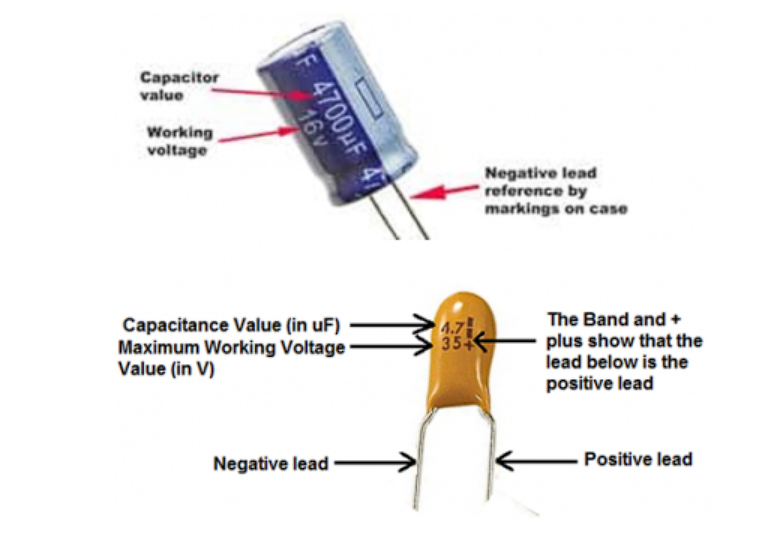 Capacitor
value
F 4700µF 47
16v
Working
voltage
Negative lead
reference by
markings on case
Capacitance Value (in uF)
Maximum Working Voltage
Value (in V)
4.7
35+
The Band and +
plus show that the
lead below is the
positive lead
Negative lead
Positive lead